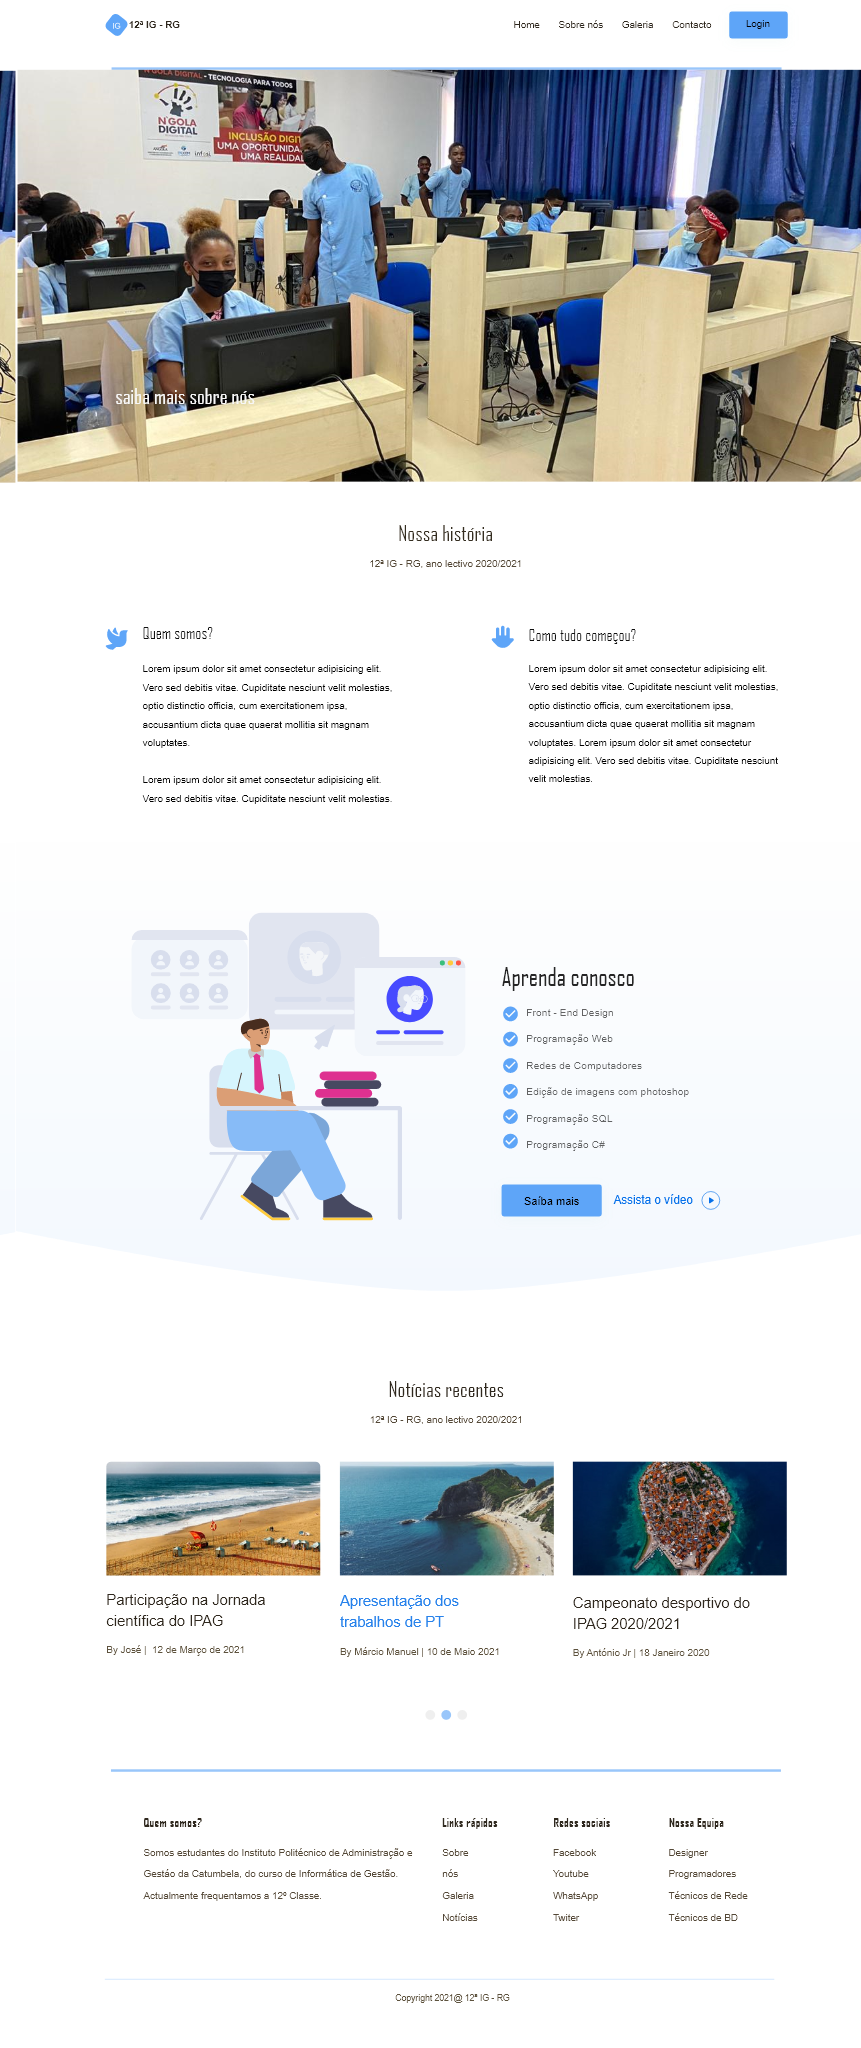 IG
12ª IG - RG
Home
Sobre nós
Galeria
Contacto
Login
N'GOLA DIGITAL - TECNOLOGIA PARA TODOS
N'GOLA
DIGITAL
INCLUSÃO DIGIT
UMA OPORTUNIDA
UMA REALIDAD
saiba mais sobre nós
Nossa história
12ª IG - RG, ano lectivo 2020/2021
Quem somos?
Lorem ipsum dolor sit amet consectetur adipisicing elit.
Vero sed debitis vitae. Cupiditate nesciunt velit molestias,
optio distinctio officia, cum exercitationem ipsa,
accusantium dicta quae quaerat mollitia sit magnam
voluptates.
Lorem ipsum dolor sit amet consectetur adipisicing elit.
Vero sed debitis vitae. Cupiditate nesciunt velit molestias.
Como tudo começou?
Lorem ipsum dolor sit amet consectetur adipisicing elit.
Vero sed debitis vitae. Cupiditate nesciunt velit molestias,
optio distinctio officia, cum exercitationem ipsa,
accusantium dicta quae quaerat mollitia sit magnam
voluptates. Lorem ipsum dolor sit amet consectetur
adipisicing elit. Vero sed debitis vitae. Cupiditate nesciunt
velit molestias.
Aprenda conosco
Front - End Design
Programação Web
Redes de Computadores
Edição de imagens com photoshop
Programação SQL
Programação C#
Saíba mais
Assista o vídeo
Notícias recentes
12ª IG - RG, ano lectivo 2020/2021
Participação na Jornada
científica do IPAG
By José | 12 de Março de 2021
Apresentação dos
trabalhos de PT
By Márcio Manuel | 10 de Maio 2021
Campeonato desportivo do
IPAG 2020/2021
By António Jr | 18 Janeiro 2020
Quem somos?
Somos estudantes do Instituto Politécnico de Administração e
Gestáo da Catumbela, do curso de Informática de Gestão.
Actualmente frequentamos a 12º Classe.
Links rápidos
Sobre
nós
Galeria
Notícias
Redes sociais
Facebook
Youtube
WhatsApp
Twiter
Nossa Equipa
Designer
Programadores
Técnicos de Rede
Técnicos de BD
Copyright 2021@ 12ª IG - RG